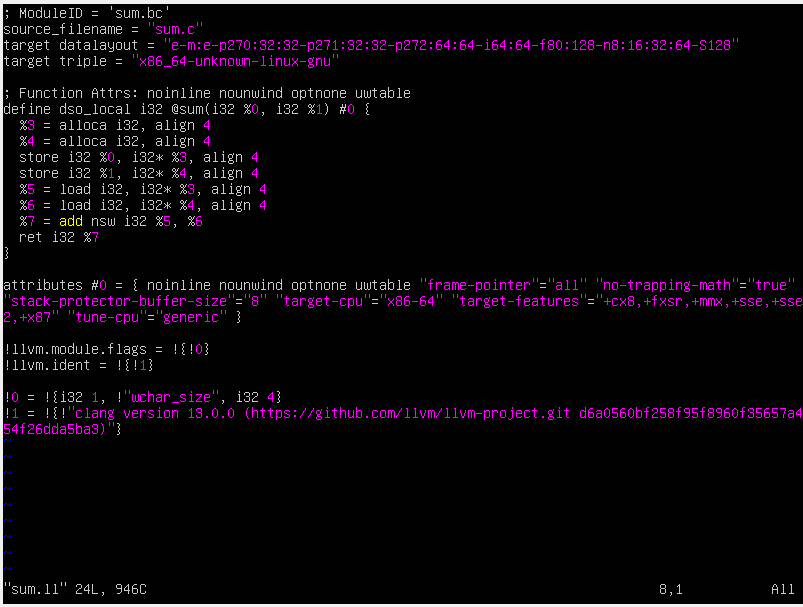 ; ModuleID = 'sum.bc'
source_filename = "sum.c"
target datalayout = "e-m:e-p270:32:32-p271:32:32-p272:64:64-i64:64-f80:128-n8:16:32:64-S128"
target triple = "x86_64-unknown-linux-gnu"

; Function Attrs: noinline nounwind optnone uwtable
define dso_local i32 @sum(i32 %0, i32 %1) #0 {
  %3 = alloca i32, align 4
  %4 = alloca i32, align 4
  store i32 %0, i32* %3, align 4
  store i32 %1, i32* %4, align 4
  %5 = load i32, i32* %3, align 4
  %6 = load i32, i32* %4, align 4
  %7 = add nsw i32 %5, %6
  ret i32 %7
}

attributes #0 = { noinline nounwind optnone uwtable "frame-pointer"="all" "no-trapping-math"="true"
"stack-protector-buffer-size"="8" "target-cpu"="x86-64" "target-features"="+cx8,+fxsr,+mmx,+sse,+sse
2,+x87" "tune-cpu"="generic" }

!llvm.module.flags = !{!0}
!llvm.ident = !{!1}

!0 = !{i32 1, !"wchar_size", i32 4}
!1 = !{!"clang version 13.0.0 (https://github.com/llvm/llvm-project.git d6a0560bf258f95f8960f35657a4
54f26dda5ba3)"}
~
~
~
~
~
~
~
~
~
"sum.ll" 24L, 946C 8,1 All